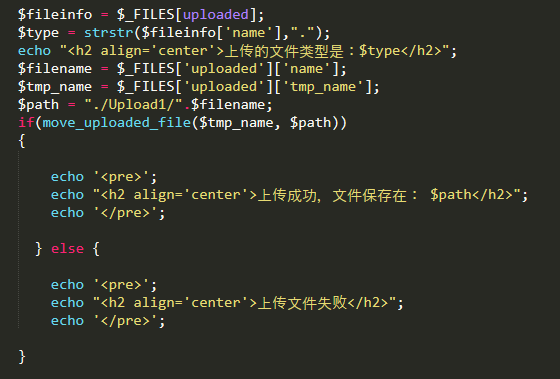 $fileinfo = $_FILES[uploaded];
$type = strstr($fileinfo['name'],".");
echo "<h2 align='center'>上传的文件类型是：$type</h2>";
$filename = $_FILES['uploaded']['name'];
$tmp_name = $_FILES['uploaded']['tmp_name'];
$path = "./Upload1/".$filename;
if(move_uploaded_file($tmp_name, $path))
{
echo '<pre>';
echo "<h2 align='center'>上传成功，文件保存在： $path</h2>";
echo '</pre>';
} else {
echo '<pre>';
echo "<h2 align='center'>上传文件失败</h2>";
echo '</pre>';
}